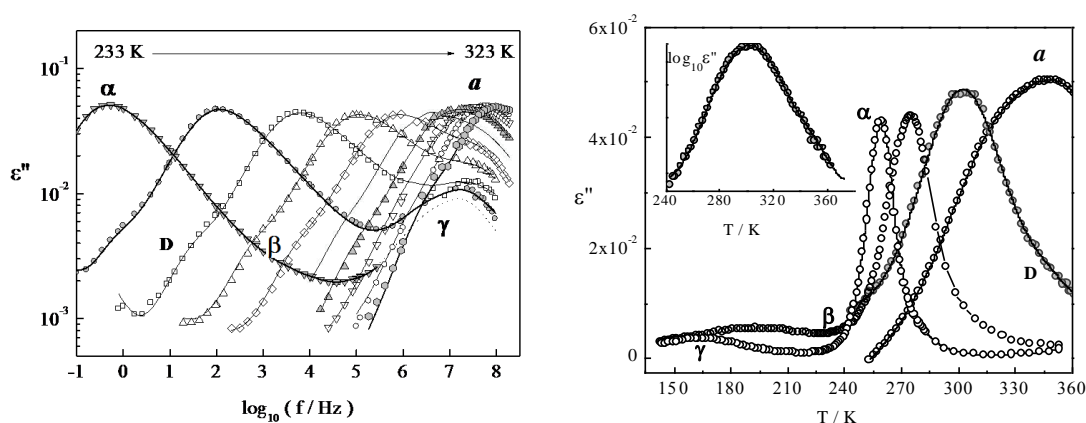 233 K 323 K
α a
D β γ
ε''
10⁻¹
10⁻²
10⁻³
-1 0 1 2 3 4 5 6 7 8
log₁₀ ( f / Hz )
6x10⁻²
4x10⁻²
2x10⁻²
0
ε''
log₁₀ε''
240 280 320 360
T / K
a
α
D
β
γ
150 180 210 240 270 300 330 360
T / K